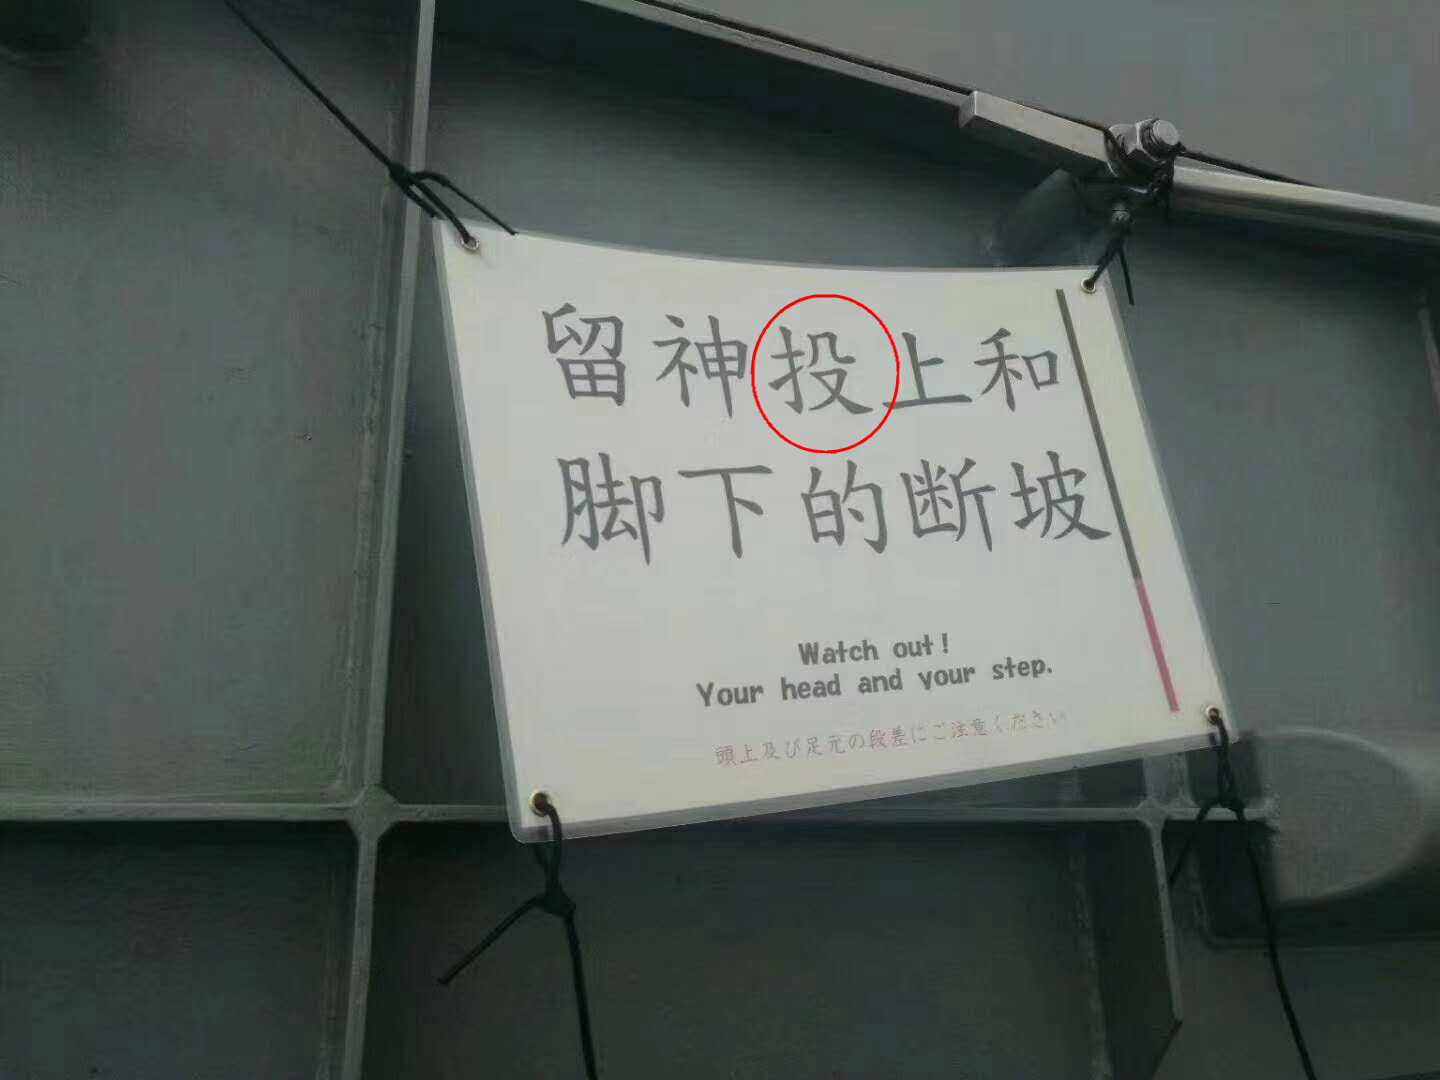 留神投上和
脚下的断坡
Watch out!
Your head and your step.
頭上及び足元の段差にご注意ください